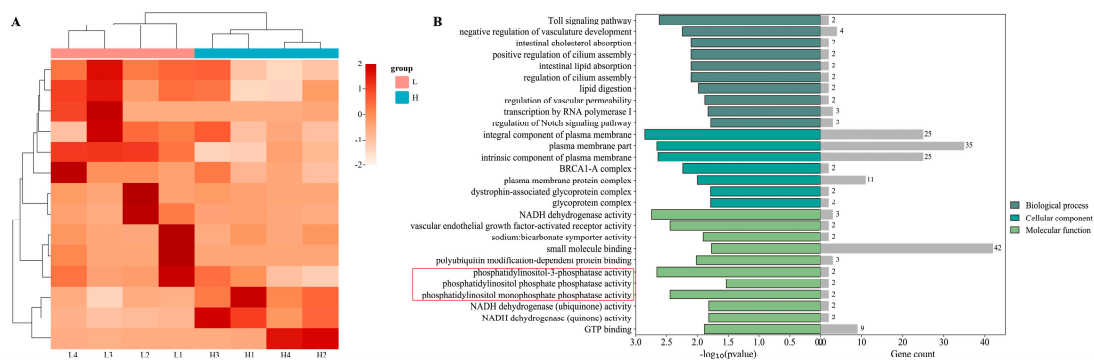 A
group
L
H
2
1
0
-1
-2
L4 L3 L2 L1 H3 H1 H4 H2
B
Toll signaling pathway 2
negative regulation of vasculature development 4
intestinal cholesterol absorption 2
positive regulation of cilium assembly 2
intestinal lipid absorption 2
regulation of cilium assembly 2
lipid digestion 2
regulation of vascular permeability 2
transcription by RNA polymerase I 3
regulation of Notch signaling pathway 3
integral component of plasma membrane 25
plasma membrane part 35
intrinsic component of plasma membrane 25
BRCA1-A complex 2
plasma membrane protein complex 11
dystrophin-associated glycoprotein complex 2
glycoprotein complex 2
NADH dehydrogenase activity 3
vascular endothelial growth factor-activated receptor activity 2
sodium:bicarbonate symporter activity 2
small molecule binding 42
polyubiquitin modification-dependent protein binding 3
phosphatidylinositol-3-phosphatase activity 2
phosphatidylinositol phosphate phosphatase activity 2
phosphatidylinositol monophosphate phosphatase activity 2
NADH dehydrogenase (ubiquinone) activity 2
NADH dehydrogenase (quinone) activity 2
GTP binding 9
3.0 2.5 2.0 1.5 1.0 0.5 0.0 0 10 20 30 40
-log10(pvalue) Gene count
Biological process
Cellular component
Molecular function